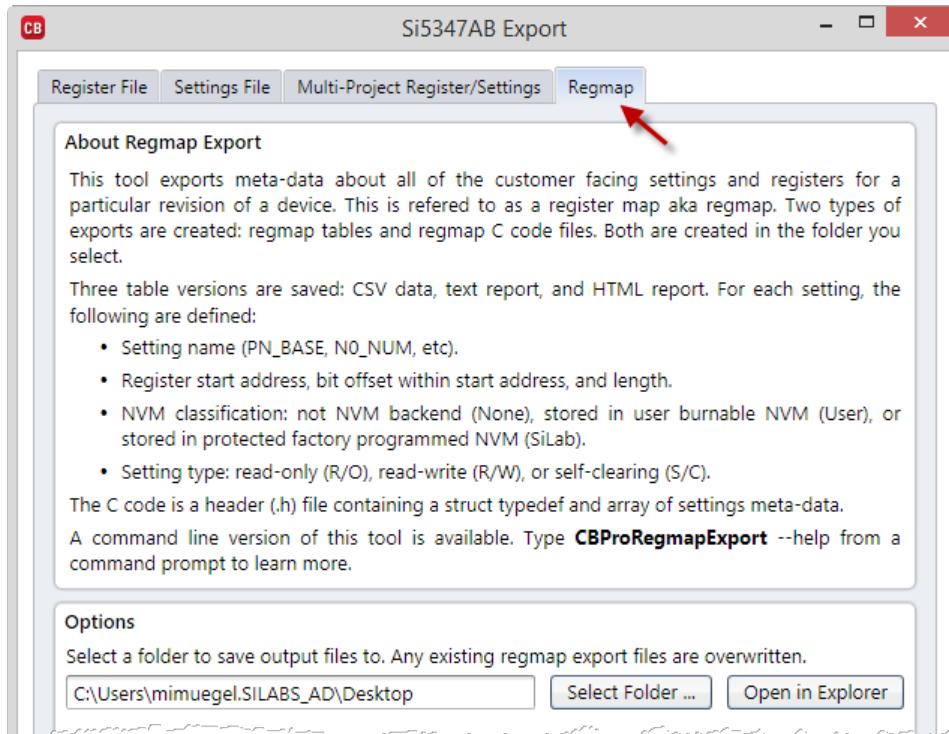 CB
Si5347AB Export
Register File Settings File Multi-Project Register/Settings Regmap
About Regmap Export
This tool exports meta-data about all of the customer facing settings and registers for a
particular revision of a device. This is refered to as a register map aka regmap. Two types of
exports are created: regmap tables and regmap C code files. Both are created in the folder you
select.
Three table versions are saved: CSV data, text report, and HTML report. For each setting, the
following are defined:
• Setting name (PN_BASE, N0_NUM, etc).
• Register start address, bit offset within start address, and length.
• NVM classification: not NVM backend (None), stored in user burnable NVM (User), or
stored in protected factory programmed NVM (SiLab).
• Setting type: read-only (R/O), read-write (R/W), or self-clearing (S/C).
The C code is a header (.h) file containing a struct typedef and array of settings meta-data.
A command line version of this tool is available. Type CBProRegmapExport --help from a
command prompt to learn more.
Options
Select a folder to save output files to. Any existing regmap export files are overwritten.
C:\Users\mimuegel.SILABS_AD\Desktop Select Folder ... Open in Explorer